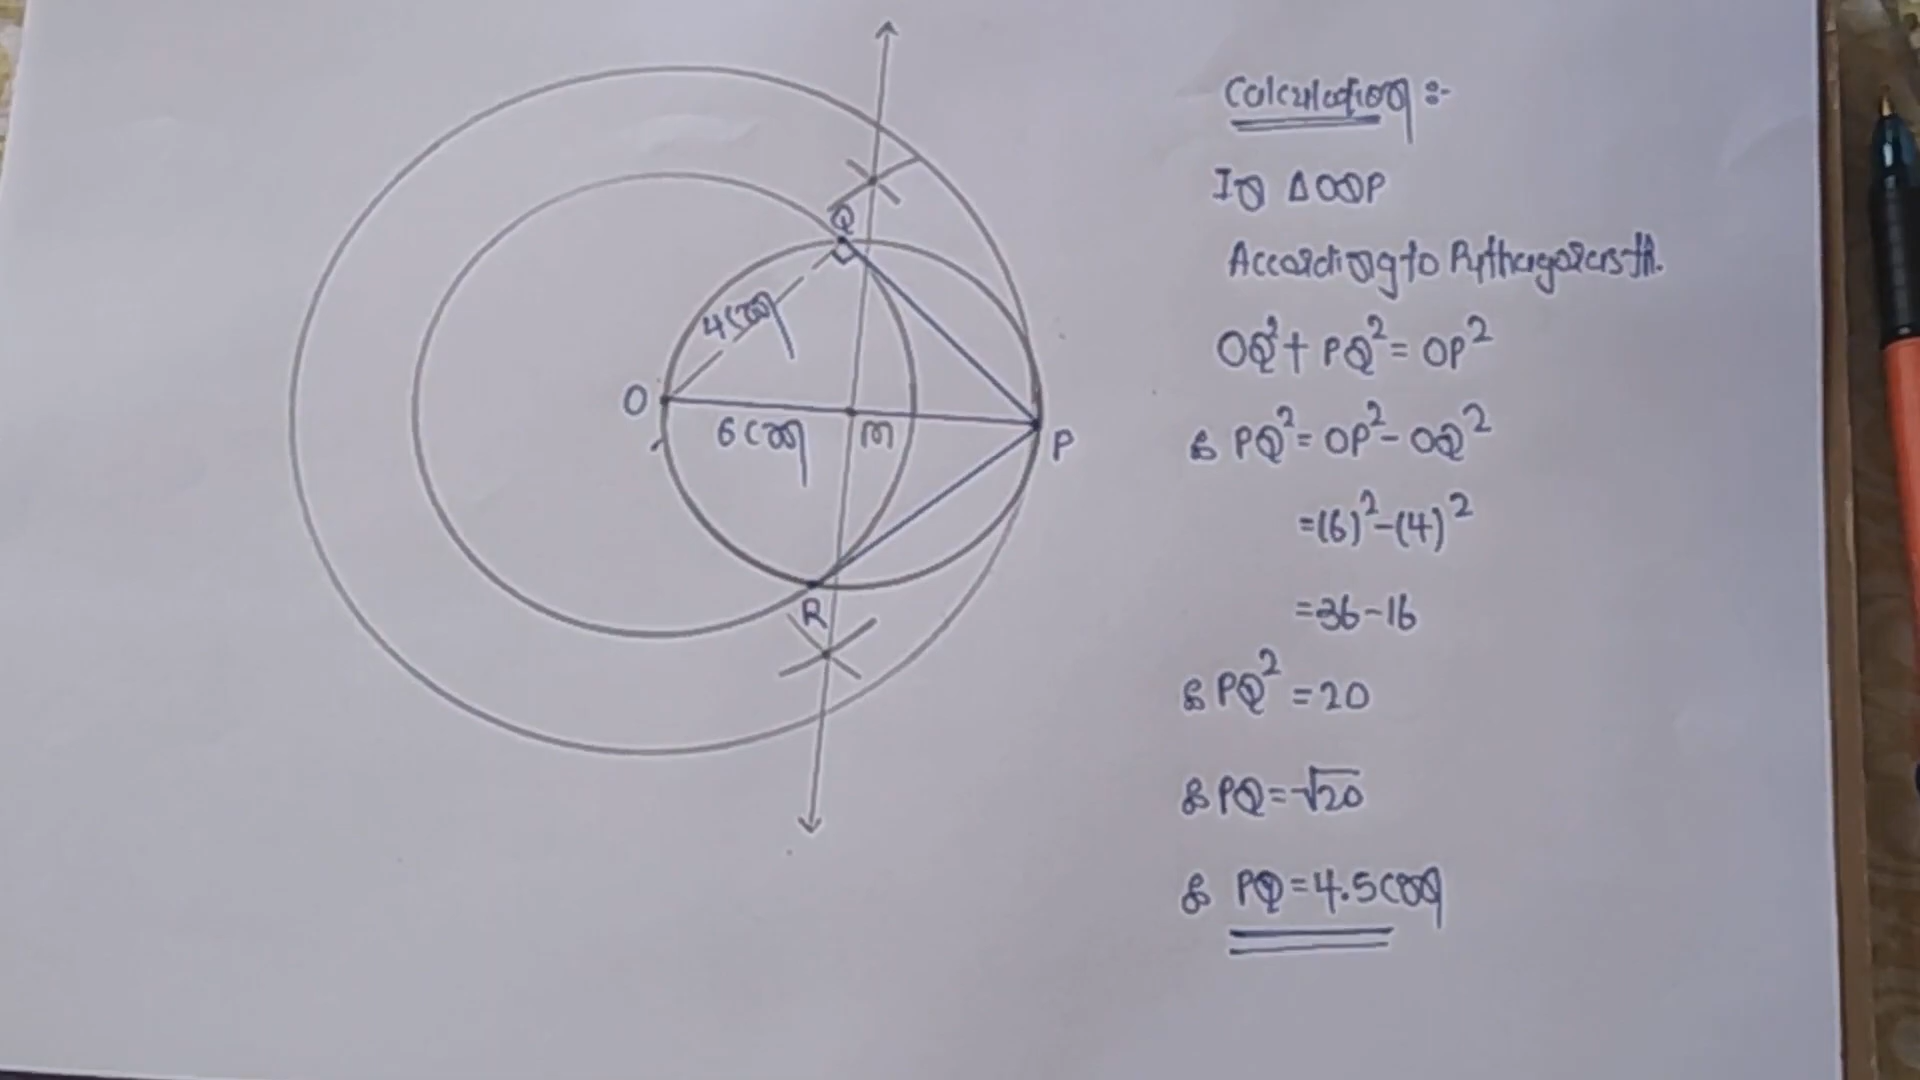 Calculation :-
In ΔOQP
According to Pythagoras th.
OQ² + PQ² = OP²
∴ PQ² = OP² - OQ²
= (6)² - (4)²
= 36 - 16
∴ PQ² = 20
∴ PQ = √20
∴ PQ = 4.5cm
Q
4cm
O
6cm
M
P
R